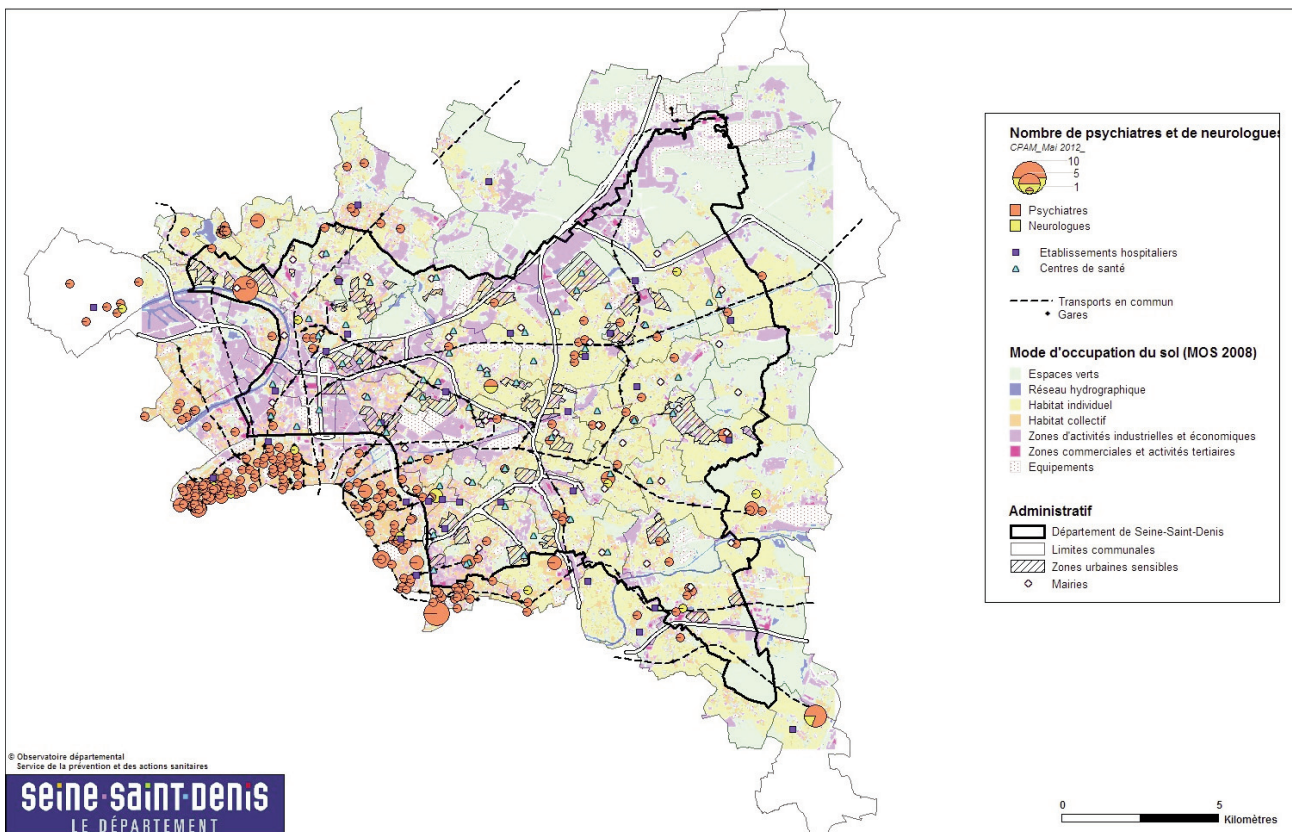 Nombre de psychiatres et de neurologues
CPAM_Mai 2012_
10
5
1
Psychiatres
Neurologues
Etablissements hospitaliers
Centres de santé
Transports en commun
Gares
Mode d'occupation du sol (MOS 2008)
Espaces verts
Réseau hydrographique
Habitat individuel
Habitat collectif
Zones d'activités industrielles et économiques
Zones commerciales et activités tertiaires
Equipements
Administratif
Département de Seine-Saint-Denis
Limites communales
Zones urbaines sensibles
Mairies
© Observatoire départemental
Service de la prévention et des actions sanitaires
seine-saint-denis
LE DÉPARTEMENT
0 5
Kilomètres